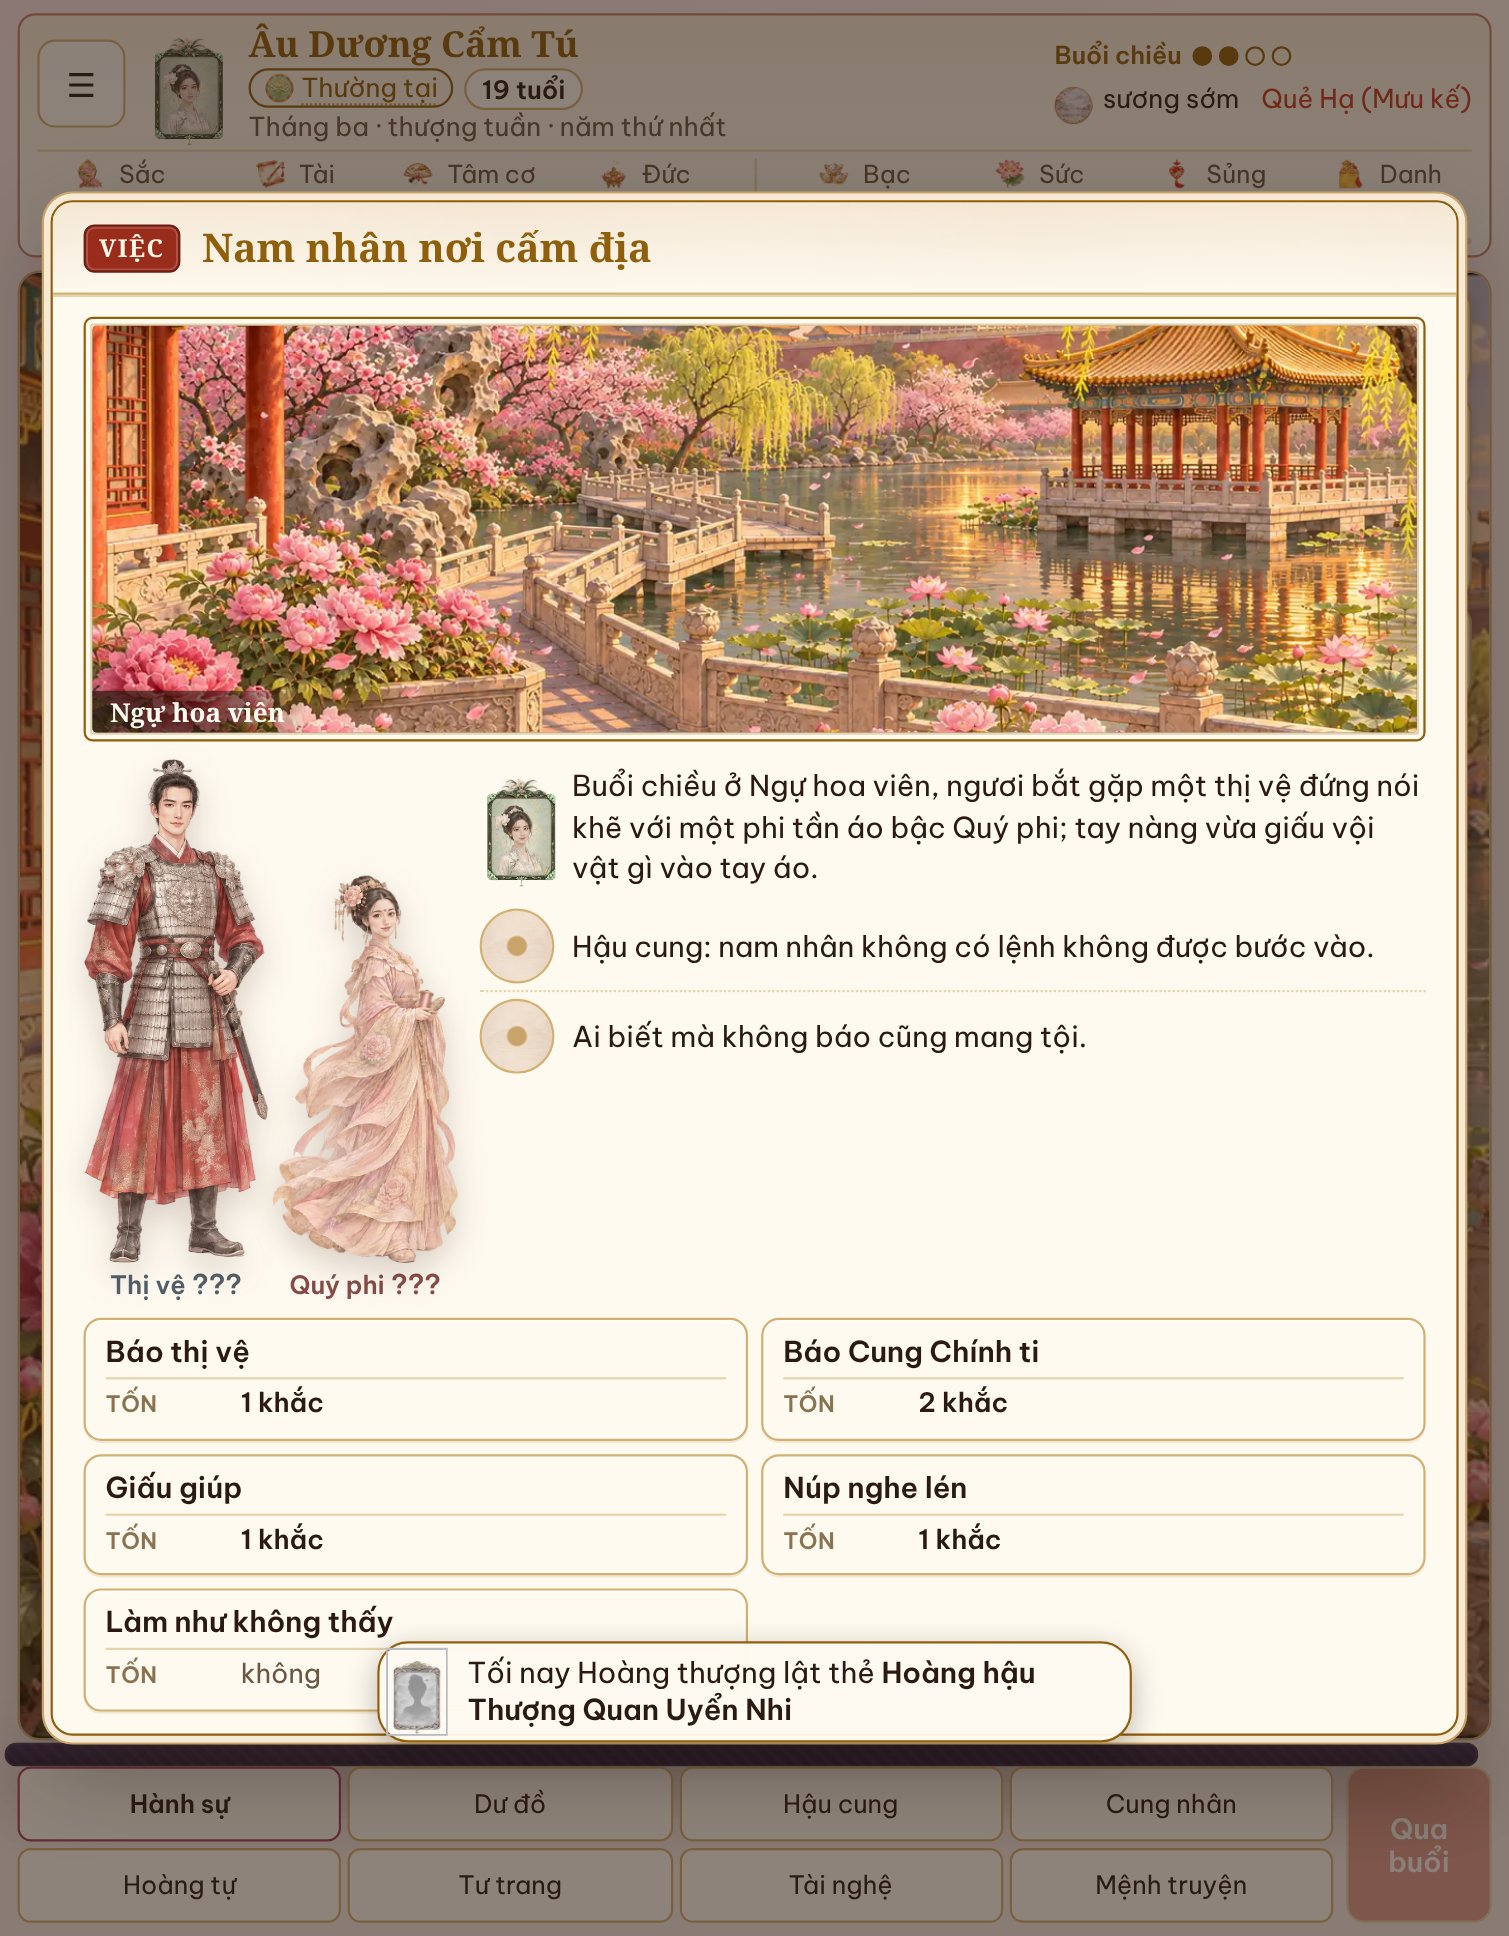 Âu Dương Cẩm Tú
Thường tại
19 tuổi
Tháng ba · thượng tuần · năm thứ nhất
Buổi chiều
sương sớm
Quẻ Hạ (Mưu kế)
Sắc
Tài
Tâm cơ
Đức
Bạc
Sức
Sủng
Danh
VIỆC
Nam nhân nơi cấm địa
Ngự hoa viên
Buổi chiều ở Ngự hoa viên, ngươi bắt gặp một thị vệ đứng nói
khẽ với một phi tần áo bậc Quý phi; tay nàng vừa giấu vội
vật gì vào tay áo.
Hậu cung: nam nhân không có lệnh không được bước vào.
Ai biết mà không báo cũng mang tội.
Thị vệ ???
Quý phi ???
Báo thị vệ
TỐN 1 khắc
Báo Cung Chính ti
TỐN 2 khắc
Giấu giúp
TỐN 1 khắc
Núp nghe lén
TỐN 1 khắc
Làm như không thấy
TỐN không
Tối nay Hoàng thượng lật thẻ Hoàng hậu
Thượng Quan Uyển Nhi
Hành sự
Dư đồ
Hậu cung
Cung nhân
Qua
buổi
Hoàng tự
Tư trang
Tài nghệ
Mệnh truyện